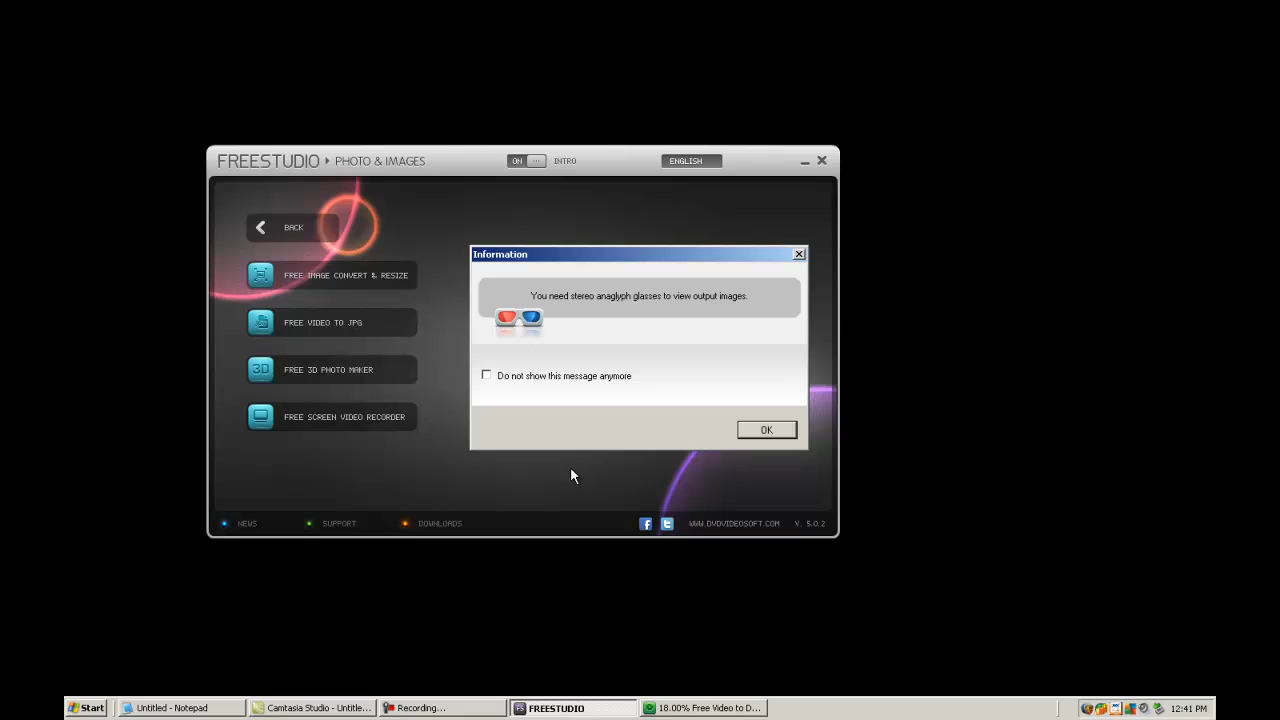 FREESTUDIO PHOTO & IMAGES ON INTRO ENGLISH
BACK
FREE IMAGE CONVERT & RESIZE
FREE VIDEO TO JPG
3D FREE 3D PHOTO MAKER
FREE SCREEN VIDEO RECORDER
Information
You need stereo anaglyph glasses to view output images.
Do not show this message anymore
OK
NEWS SUPPORT DOWNLOADS f t WWW.DVDVIDEOSOFT.COM V. 5.0.2
Start Untitled - Notepad Camtasia Studio - Untitle... Recording... FS FREESTUDIO 18.00% Free Video to D... 12:41 PM